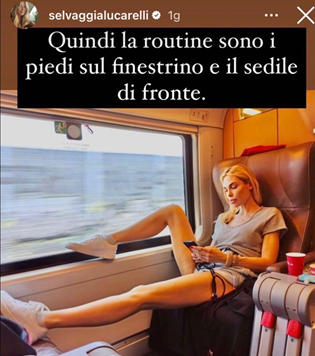 selvaggialucarelli 1g
Quindi la routine sono i
piedi sul finestrino e il sedile
di fronte.